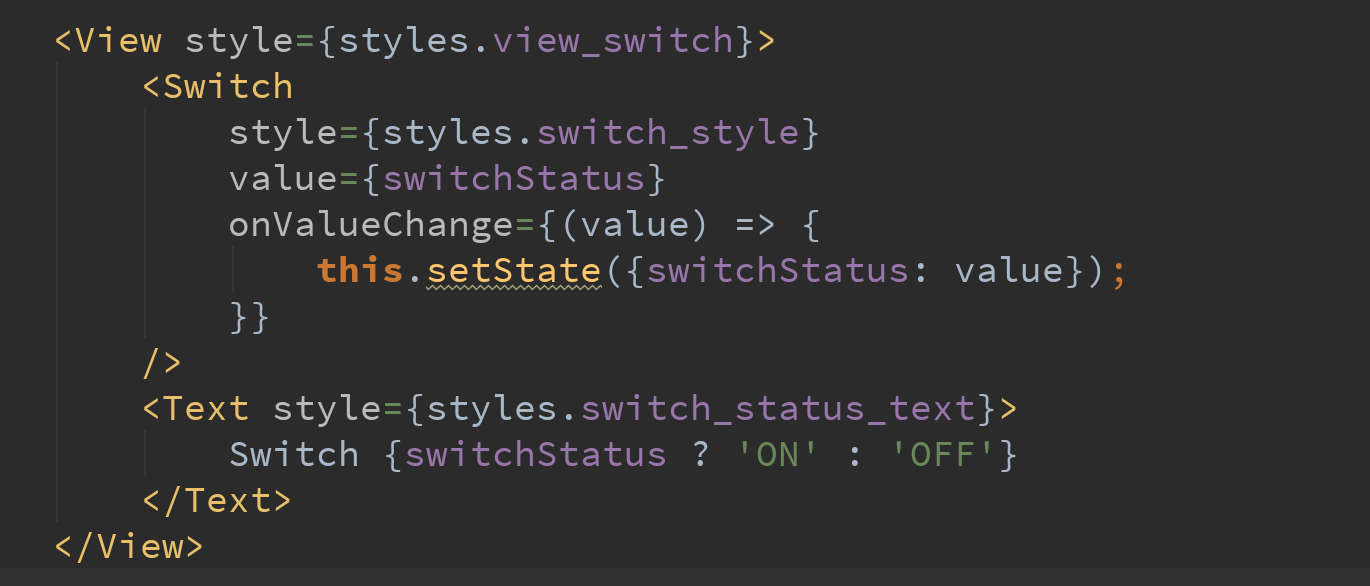 <View style={styles.view_switch}>
    <Switch
        style={styles.switch_style}
        value={switchStatus}
        onValueChange={(value) => {
            this.setState({switchStatus: value});
        }}
    />
    <Text style={styles.switch_status_text}>
        Switch {switchStatus ? 'ON' : 'OFF'}
    </Text>
</View>